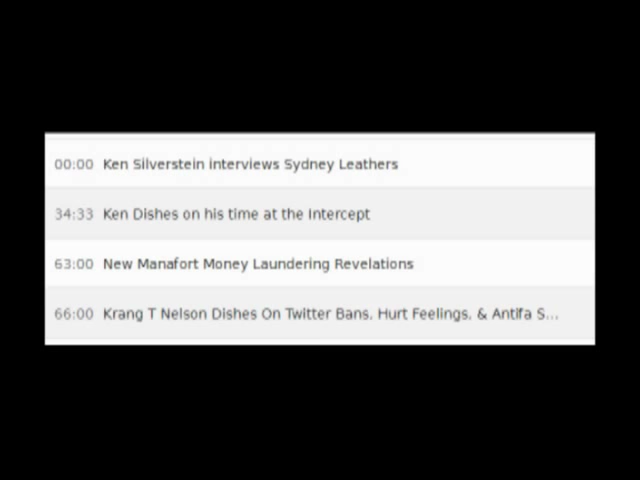 00:00 Ken Silverstein interviews Sydney Leathers
34:33 Ken Dishes on his time at the Intercept
63:00 New Manafort Money Laundering Revelations
66:00 Krang T Nelson Dishes On Twitter Bans, Hurt Feelings, & Antifa S...